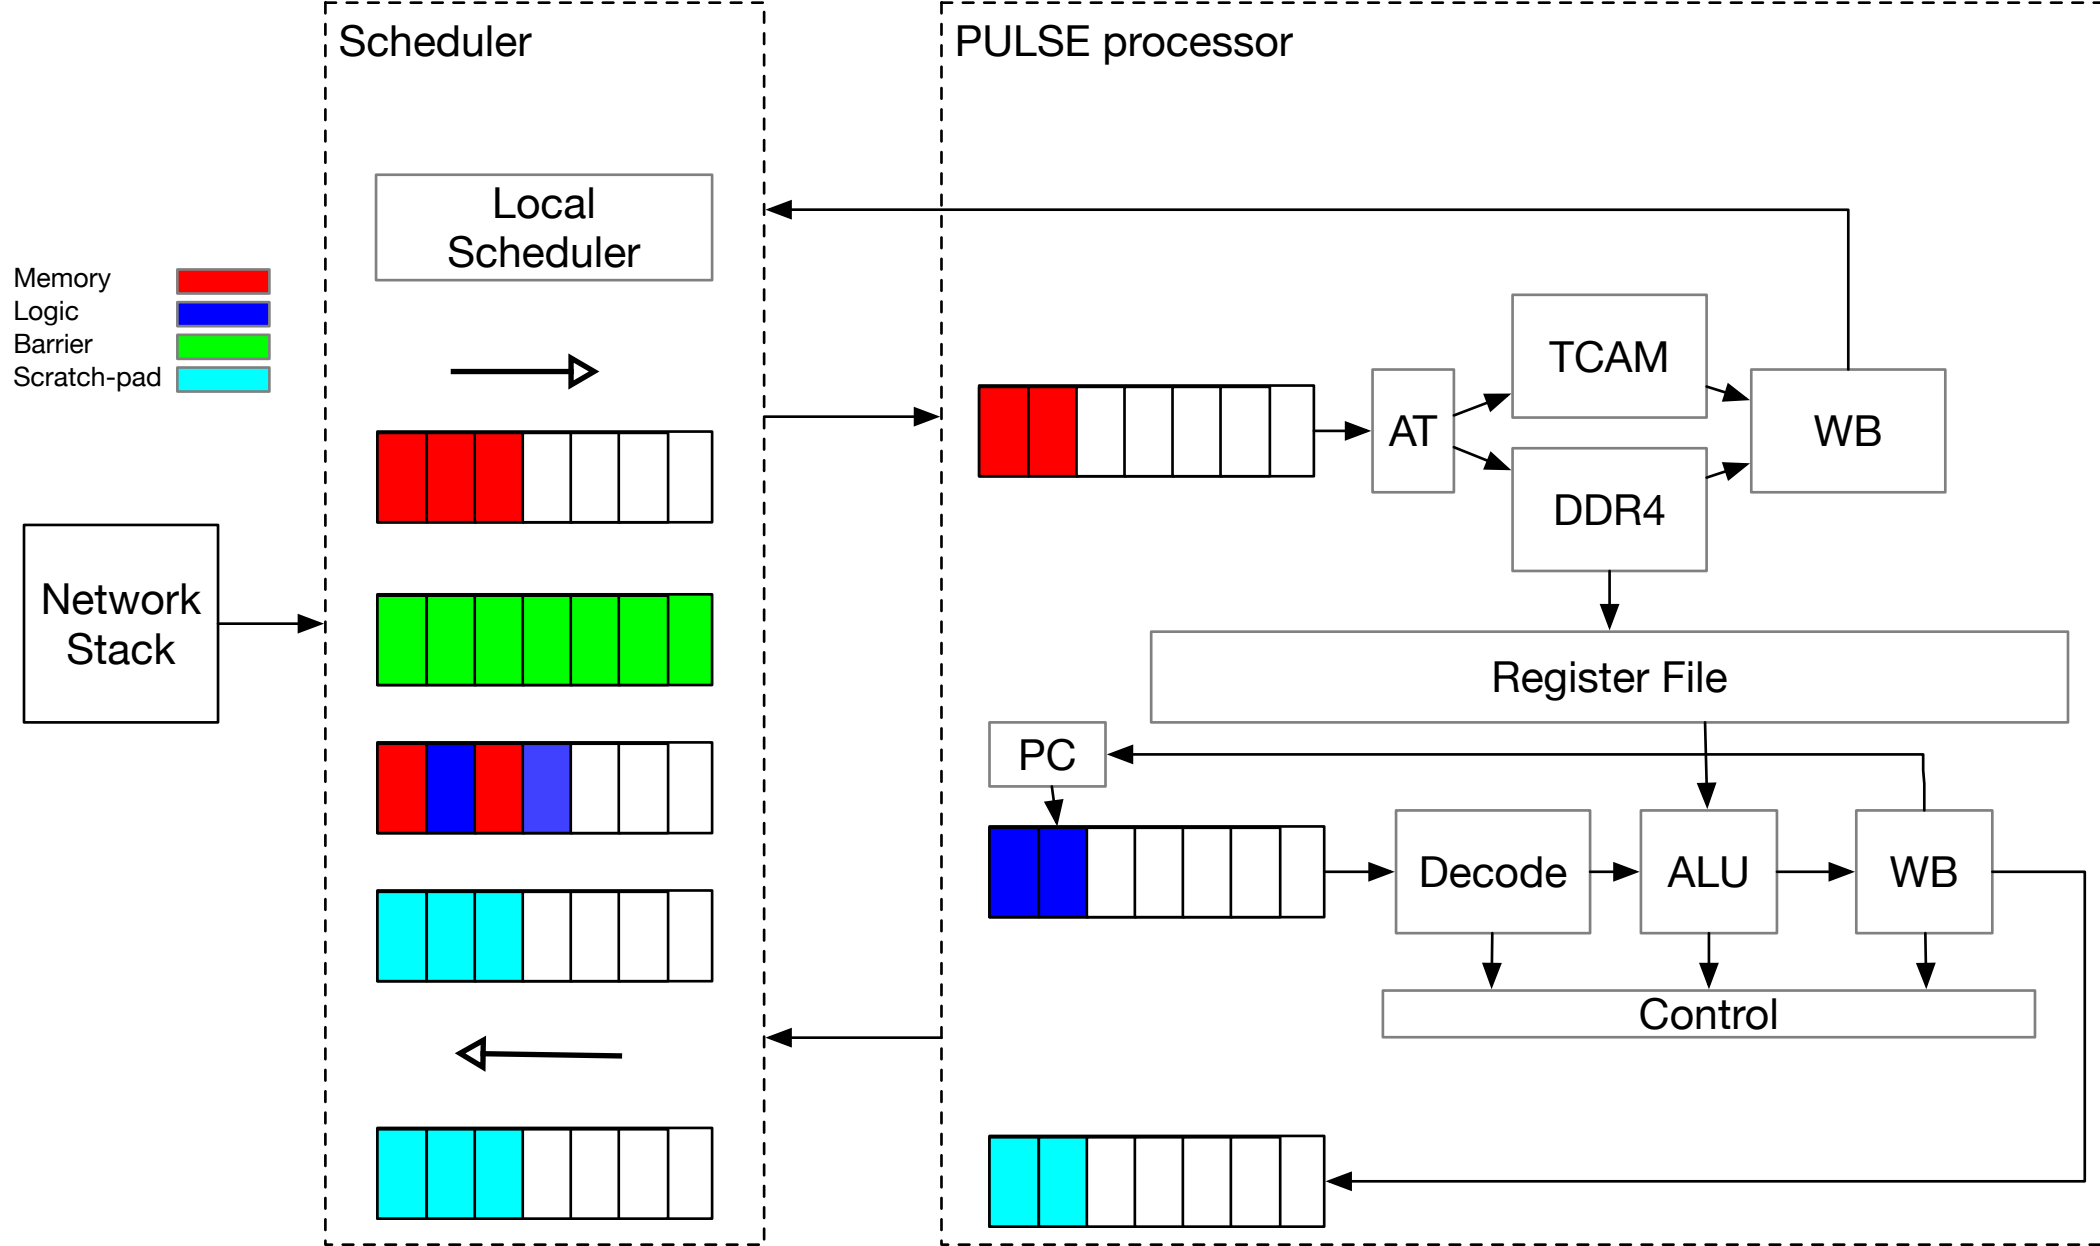 Scheduler
PULSE processor
Local
Scheduler
Memory
Logic
Barrier
Scratch-pad
TCAM
AT
WB
DDR4
Network
Stack
Register File
PC
Decode
ALU
WB
Control